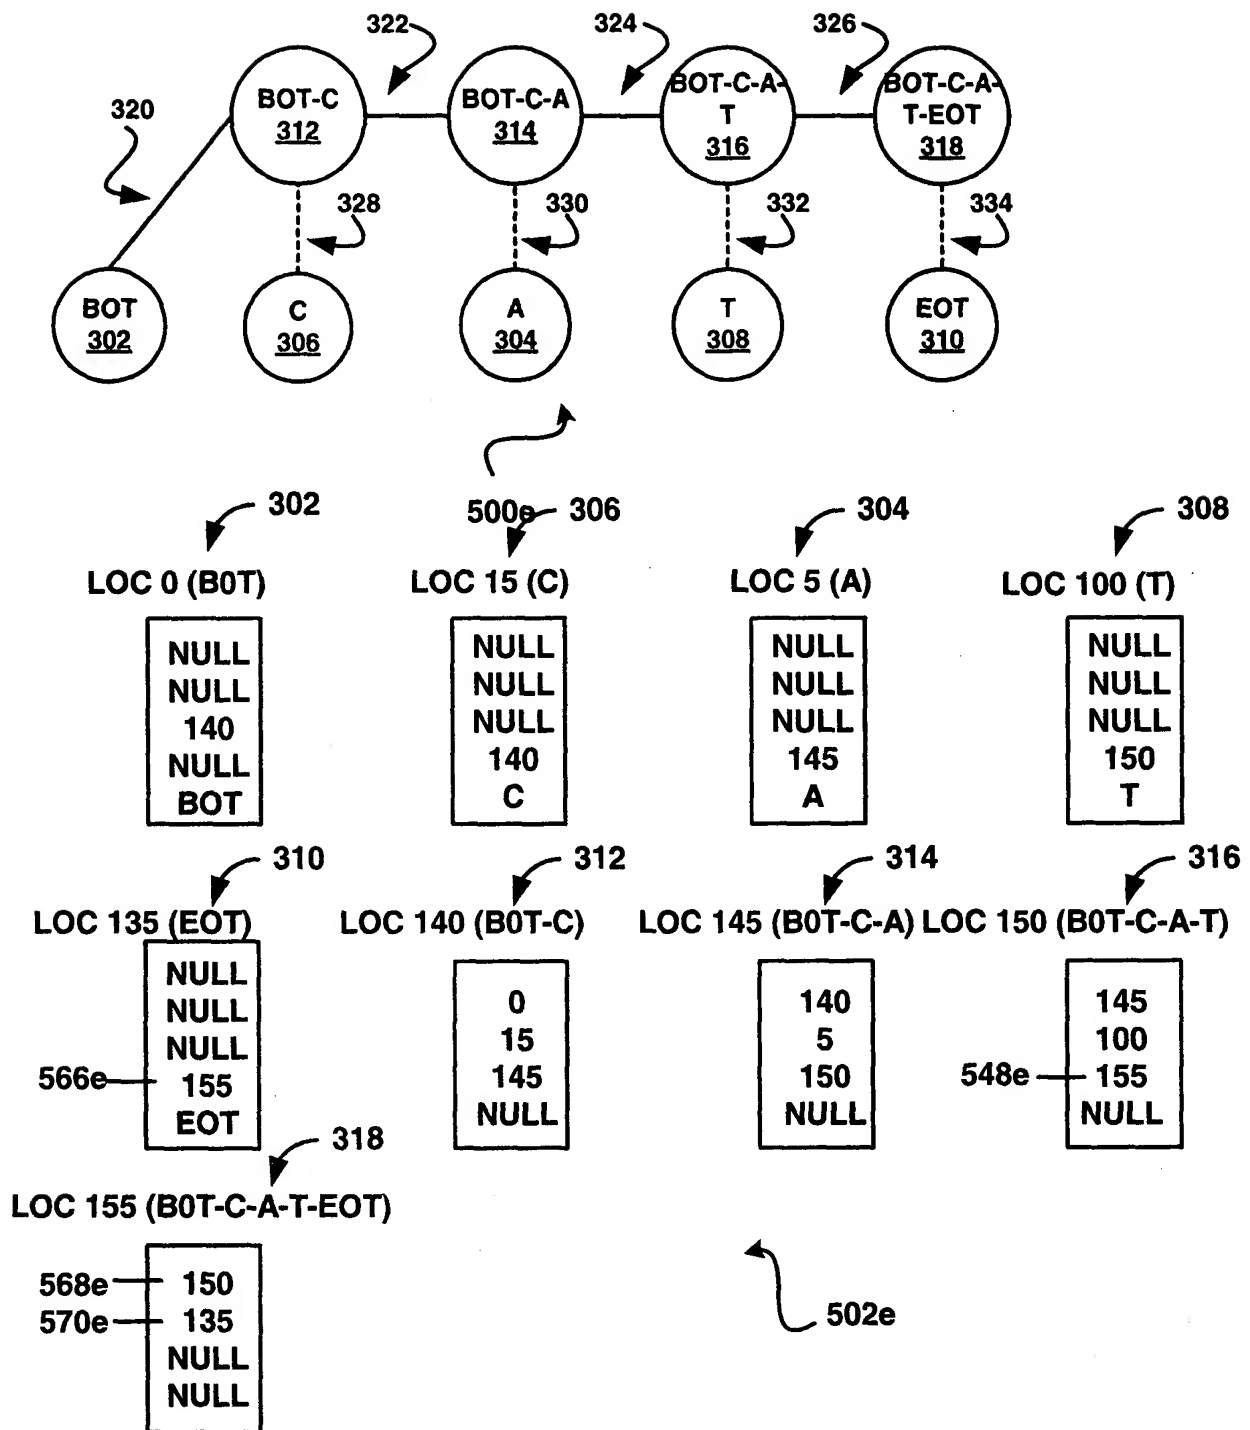 322
324
326
320
BOT-C
312
BOT-C-A
314
BOT-C-A-
T
316
BOT-C-A-
T-EOT
318
328
330
332
334
BOT
302
C
306
A
304
T
308
EOT
310
500e
302
306
304
308
LOC 0 (B0T)
NULL
NULL
140
NULL
BOT
LOC 15 (C)
NULL
NULL
NULL
140
C
LOC 5 (A)
NULL
NULL
NULL
145
A
LOC 100 (T)
NULL
NULL
NULL
150
T
310
312
314
316
LOC 135 (EOT)
NULL
NULL
NULL
566e
155
EOT
LOC 140 (B0T-C)
0
15
145
NULL
LOC 145 (B0T-C-A)
140
5
150
NULL
LOC 150 (B0T-C-A-T)
145
100
548e
155
NULL
318
LOC 155 (B0T-C-A-T-EOT)
568e
150
570e
135
NULL
NULL
502e